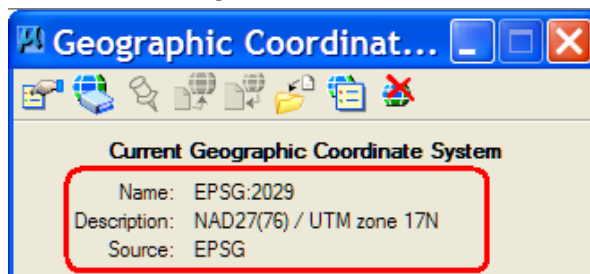 Geographic Coordinat...
Current Geographic Coordinate System
Name: EPSG:2029
Description: NAD27(76) / UTM zone 17N
Source: EPSG